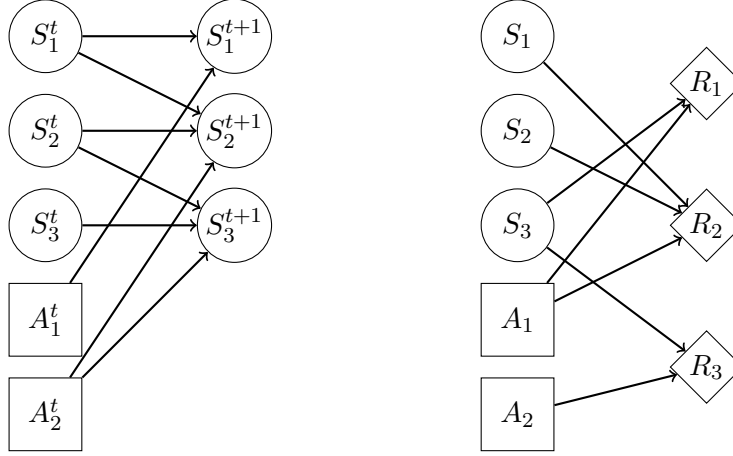 $S_1^t$ $S_1^{t+1}$ $S_1$
$R_1$
$S_2^t$ $S_2^{t+1}$ $S_2$
$S_3^t$ $S_3^{t+1}$ $S_3$ $R_2$
$A_1^t$ $A_1$
$R_3$
$A_2^t$ $A_2$